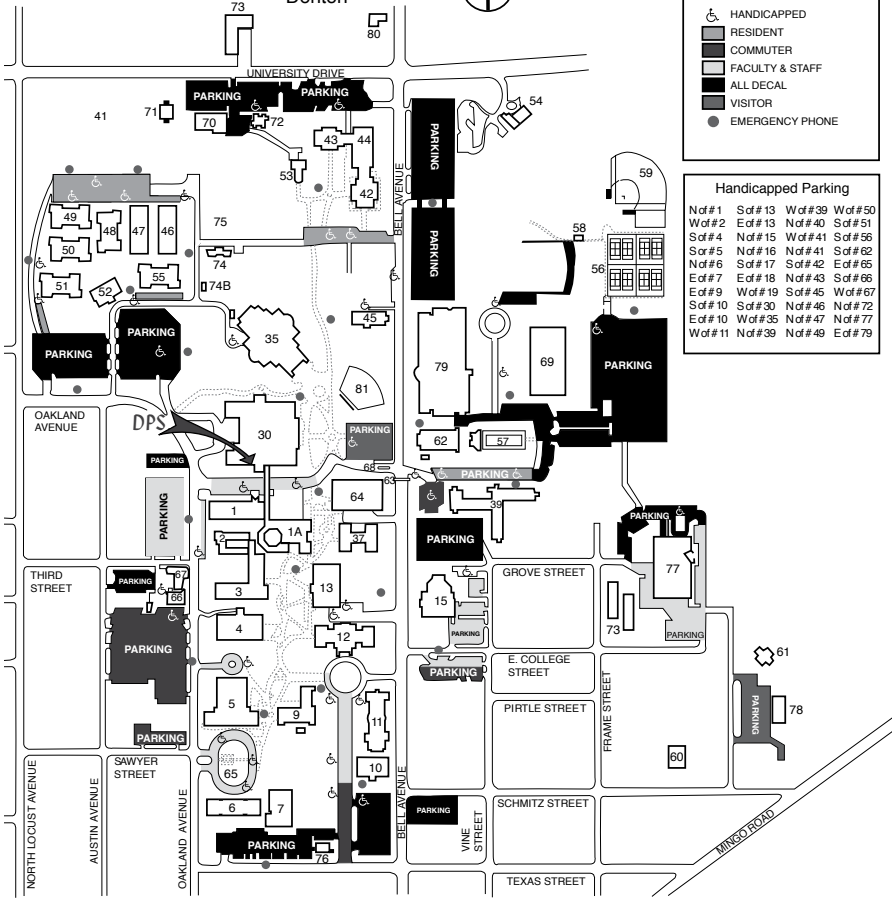 Denton
73
80
HANDICAPPED
RESIDENT
COMMUTER
FACULTY & STAFF
ALL DECAL
VISITOR
EMERGENCY PHONE
UNIVERSITY DRIVE
PARKING
PARKING
41
71
70
72
43
44
54
53
42
BELL AVENUE
PARKING
PARKING
59
Handicapped Parking
N of # 1 S of # 13 W of # 39 W of # 50
W of # 2 E of # 13 N of # 40 S of # 51
S of # 4 N of # 15 W of # 41 S of # 56
S of # 5 N of # 16 N of # 41 S of # 62
N of # 6 S of # 17 S of # 42 E of # 65
E of # 7 E of # 18 N of # 43 S of # 66
E of # 9 W of # 19 S of # 45 W of # 67
S of # 10 S of # 30 N of # 46 N of # 72
E of # 10 W of # 35 N of # 47 N of # 77
W of # 11 N of # 39 N of # 49 E of # 79
49
48
47
46
75
50
51
52
55
74
74B
58
56
45
35
PARKING
PARKING
79
69
PARKING
81
OAKLAND
AVENUE
DPS
30
PARKING
62
57
PARKING
68
63
PARKING
PARKING
64
39
1
1A
2
37
PARKING
PARKING
77
THIRD
STREET
PARKING
67
66
3
13
15
GROVE STREET
73
PARKING
4
12
PARKING
PARKING
PARKING
E. COLLEGE
STREET
61
5
9
11
PIRTLE STREET
FRAME STREET
PARKING
78
PARKING
SAWYER
STREET
65
10
60
NORTH LOCUST AVENUE
AUSTIN AVENUE
OAKLAND AVENUE
6
7
BELL AVENUE
PARKING
VINE
STREET
SCHMITZ STREET
MINGO ROAD
PARKING
76
TEXAS STREET